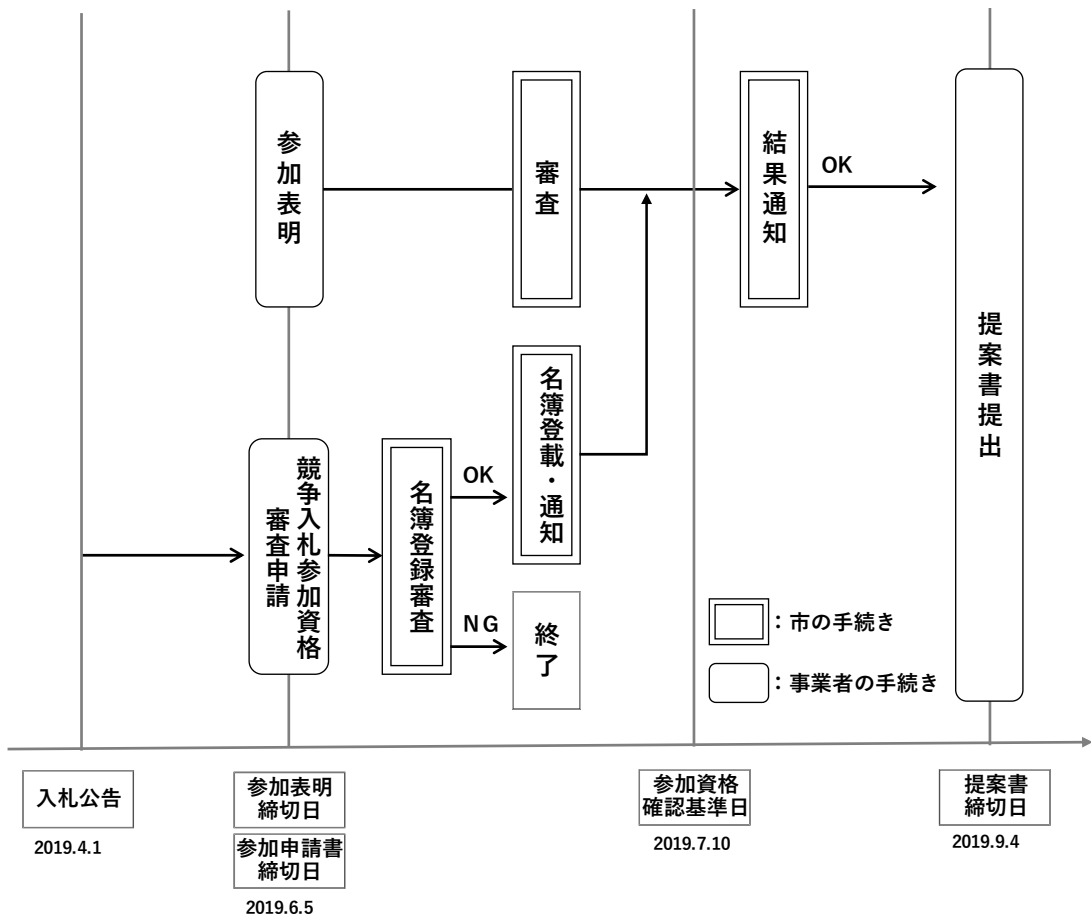 参加表明
審査
結果通知
OK
提案書提出
競争入札参加資格
審査申請
名簿登録審査
OK
名簿登載・通知
NG
終了
：市の手続き
：事業者の手続き
入札公告
2019.4.1
参加表明
締切日
参加申請書
締切日
2019.6.5
参加資格
確認基準日
2019.7.10
提案書
締切日
2019.9.4